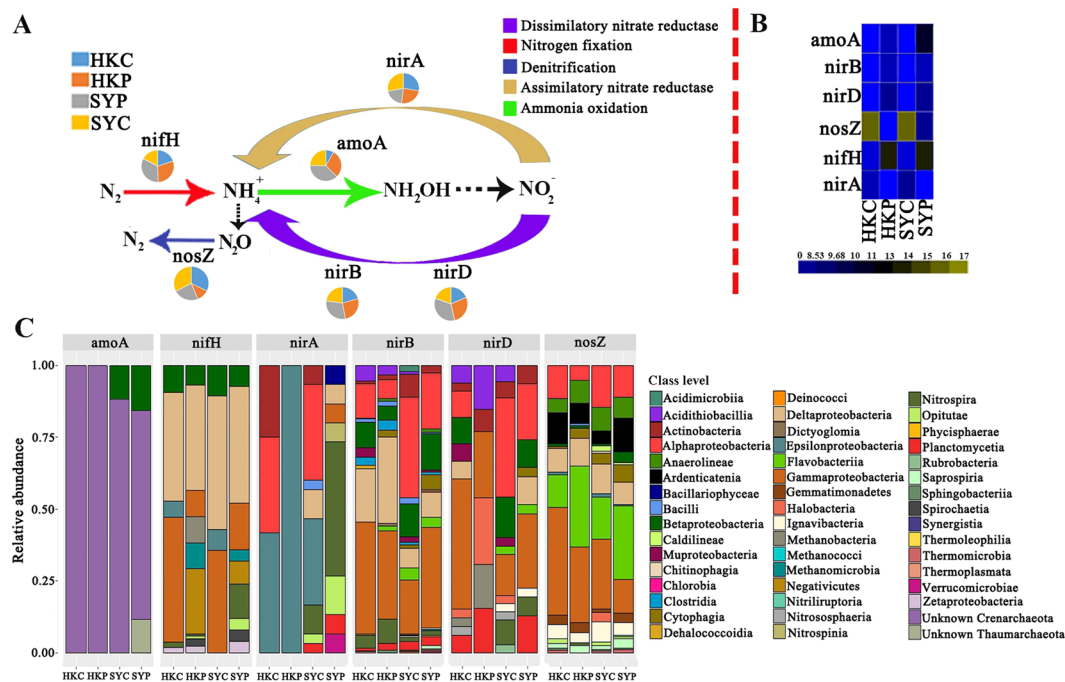 A
HKC
HKP
SYP
SYC
Dissimilatory nitrate reductase
Nitrogen fixation
Denitrification
Assimilatory nitrate reductase
Ammonia oxidation
nirA
nifH
amoA
N2
NH4+
NH2OH
NO2-
N2
N2O
nosZ
nirB
nirD
B
amoA
nirB
nirD
nosZ
nifH
nirA
HKC
HKP
SYC
SYP
0 8.53 9.68 10 11 12 13 14 15 16 17
C
amoA nifH nirA nirB nirD nosZ
Relative abundance
1.00
0.75
0.50
0.25
0.00
HKC HKP SYC SYP HKC HKP SYC SYP HKC HKP SYC SYP HKC HKP SYC SYP HKC HKP SYC SYP HKC HKP SYC SYP
Class level
Acidimicrobiia
Acidithiobacillia
Actinobacteria
Alphaproteobacteria
Anaerolineae
Ardenticatenia
Bacillariophyceae
Bacilli
Betaproteobacteria
Caldilineae
Muproteobacteria
Chitinophagia
Chlorobia
Clostridia
Cytophagia
Dehalococcoidia
Deinococci
Deltaproteobacteria
Dictyoglomia
Epsilonproteobacteria
Flavobacteriia
Gammaproteobacteria
Gemmatimonadetes
Halobacteria
Ignavibacteria
Methanobacteria
Methanococci
Methanomicrobia
Negativicutes
Nitriliruptoria
Nitrososphaeria
Nitrospinia
Nitrospira
Opitutae
Phycisphaerae
Planctomycetia
Rubrobacteria
Saprospiria
Sphingobacteriia
Spirochaetia
Synergistia
Thermoleophilia
Thermomicrobia
Thermoplasmata
Verrucomicrobiae
Zetaproteobacteria
Unknown Crenarchaeota
Unknown Thaumarchaeota